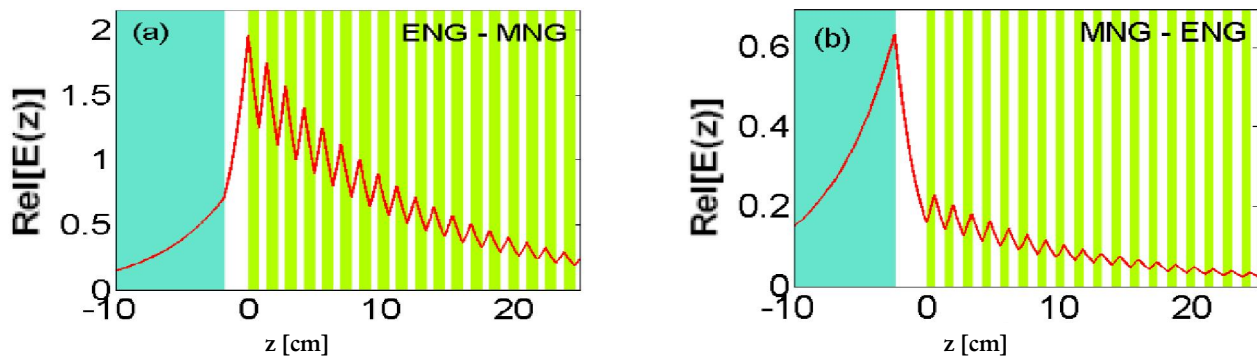 (a) ENG - MNG
Rel[E(z)]
2
1.5
1
0.5
0
-10 0 10 20
z [cm]
(b) MNG - ENG
Rel[E(z)]
0.6
0.4
0.2
0
-10 0 10 20
z [cm]